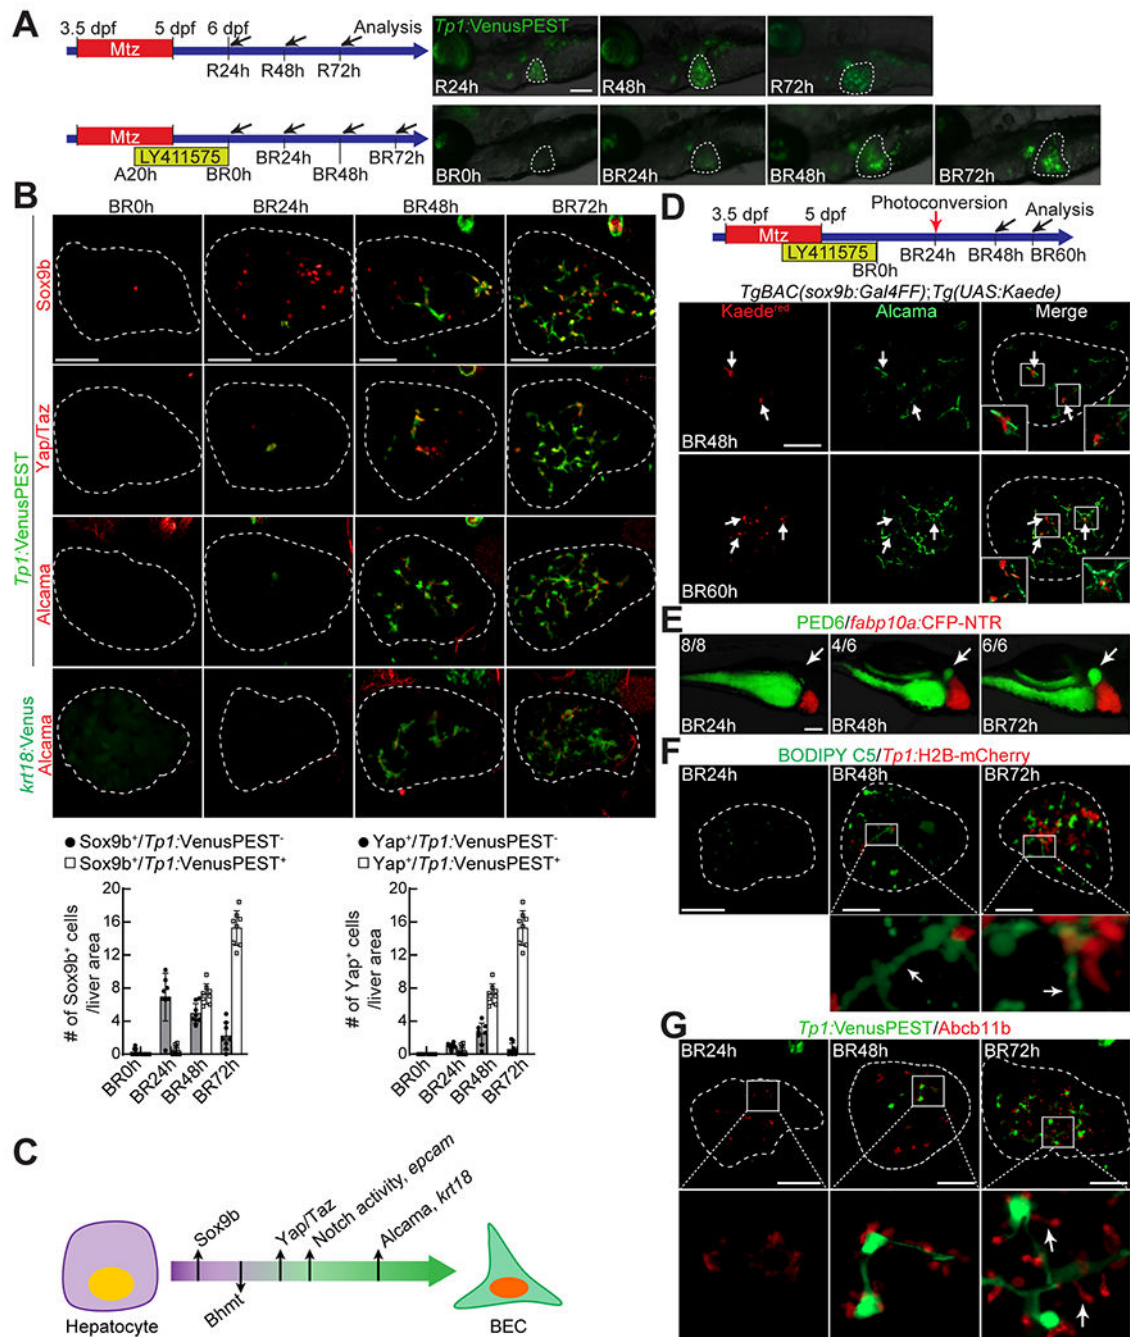 A
3.5 dpf 5 dpf 6 dpf Analysis
Mtz
R24h R48h R72h
Tp1:VenusPEST
R24h R48h R72h
Mtz
LY411575
A20h BR0h BR24h BR48h BR72h
BR0h BR24h BR48h BR72h
B
BR0h BR24h BR48h BR72h
Tp1:VenusPEST
Sox9b
Yap/Taz
Alcama
krt18:Venus
Alcama
Sox9b⁺/Tp1:VenusPEST⁻
Sox9b⁺/Tp1:VenusPEST⁺
# of Sox9b⁺ cells
/liver area
20
16
12
8
4
0
BR0h BR24h BR48h BR72h
Yap⁺/Tp1:VenusPEST⁻
Yap⁺/Tp1:VenusPEST⁺
# of Yap⁺ cells
/liver area
20
16
12
8
4
0
BR0h BR24h BR48h BR72h
C
Sox9b
Bhmt
Yap/Taz
Notch activity, epcam
Alcama, krt18
Hepatocyte
BEC
D
Photoconversion
3.5 dpf 5 dpf Analysis
Mtz
LY411575
BR0h BR24h BR48h BR60h
TgBAC(sox9b:Gal4FF);Tg(UAS:Kaede)
Kaedeʳᵉᵈ Alcama Merge
BR48h
BR60h
E
PED6/fabp10a:CFP-NTR
8/8 4/6 6/6
BR24h BR48h BR72h
F
BODIPY C5/Tp1:H2B-mCherry
BR24h BR48h BR72h
G
Tp1:VenusPEST/Abcb11b
BR24h BR48h BR72h